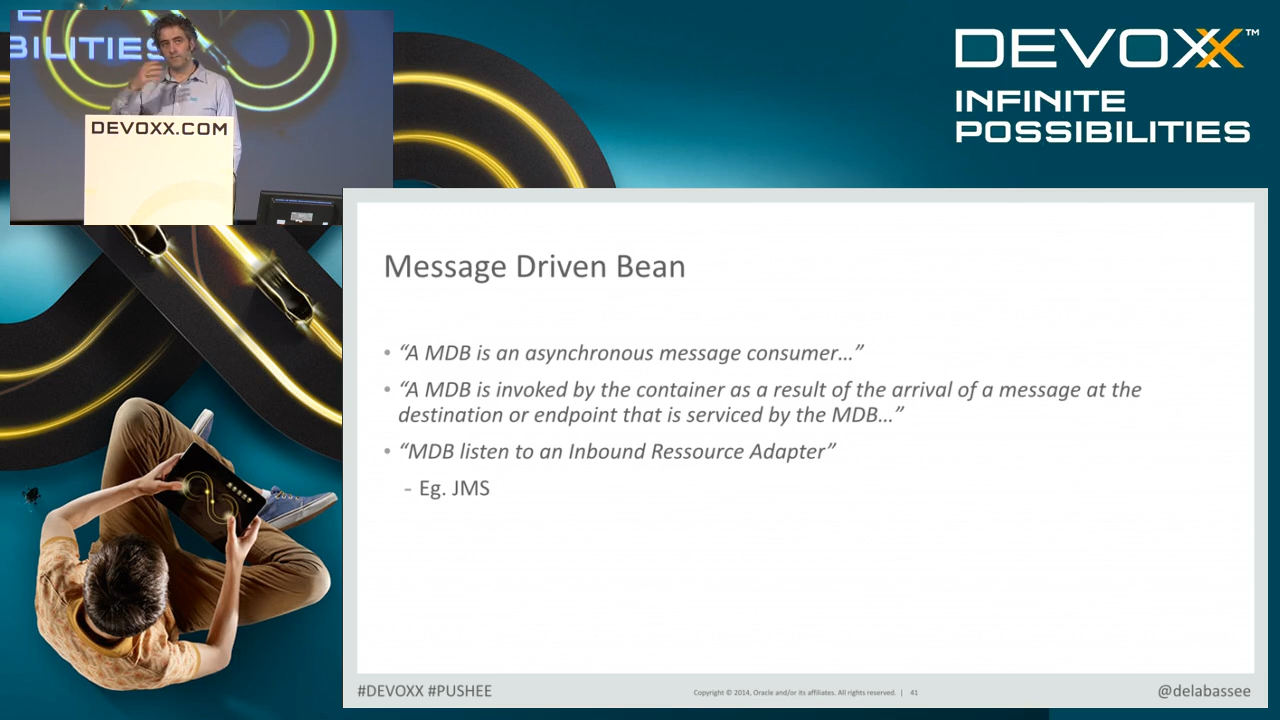 E
BILITIES
DEVOXX.COM
DEVOXX™
INFINITE
POSSIBILITIES
Message Driven Bean
• “A MDB is an asynchronous message consumer…”
• “A MDB is invoked by the container as a result of the arrival of a message at the
destination or endpoint that is serviced by the MDB…”
• “MDB listen to an Inbound Ressource Adapter”
- Eg. JMS
#DEVOXX #PUSHEE
Copyright © 2014, Oracle and/or its affiliates. All rights reserved. | 41
@delabassee